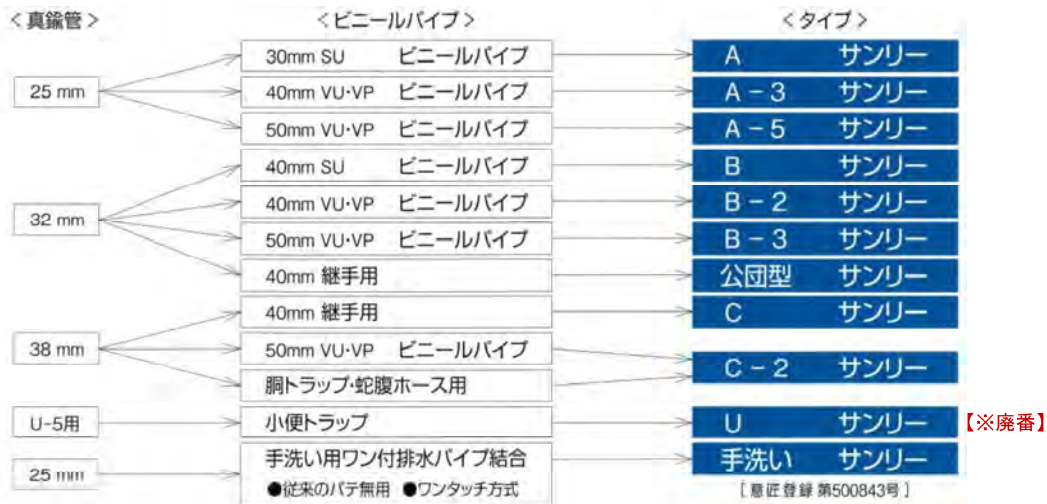 ＜真鍮管＞ ＜ビニールパイプ＞ ＜タイプ＞
30mm SU ビニールパイプ A サンリー
25 mm 40mm VU・VP ビニールパイプ A－3 サンリー
50mm VU・VP ビニールパイプ A－5 サンリー
40mm SU ビニールパイプ B サンリー
32 mm 40mm VU・VP ビニールパイプ B－2 サンリー
50mm VU・VP ビニールパイプ B－3 サンリー
40mm 継手用 公団型 サンリー
40mm 継手用 C サンリー
38 mm 50mm VU・VP ビニールパイプ C－2 サンリー
胴トラップ・蛇腹ホース用
U-5用 小便トラップ U サンリー 【※廃番】
25 mm 手洗い用ワン付排水パイプ結合 手洗い サンリー
●従来のパテ無用 ●ワンタッチ方式 ［意匠登録 第500843号］